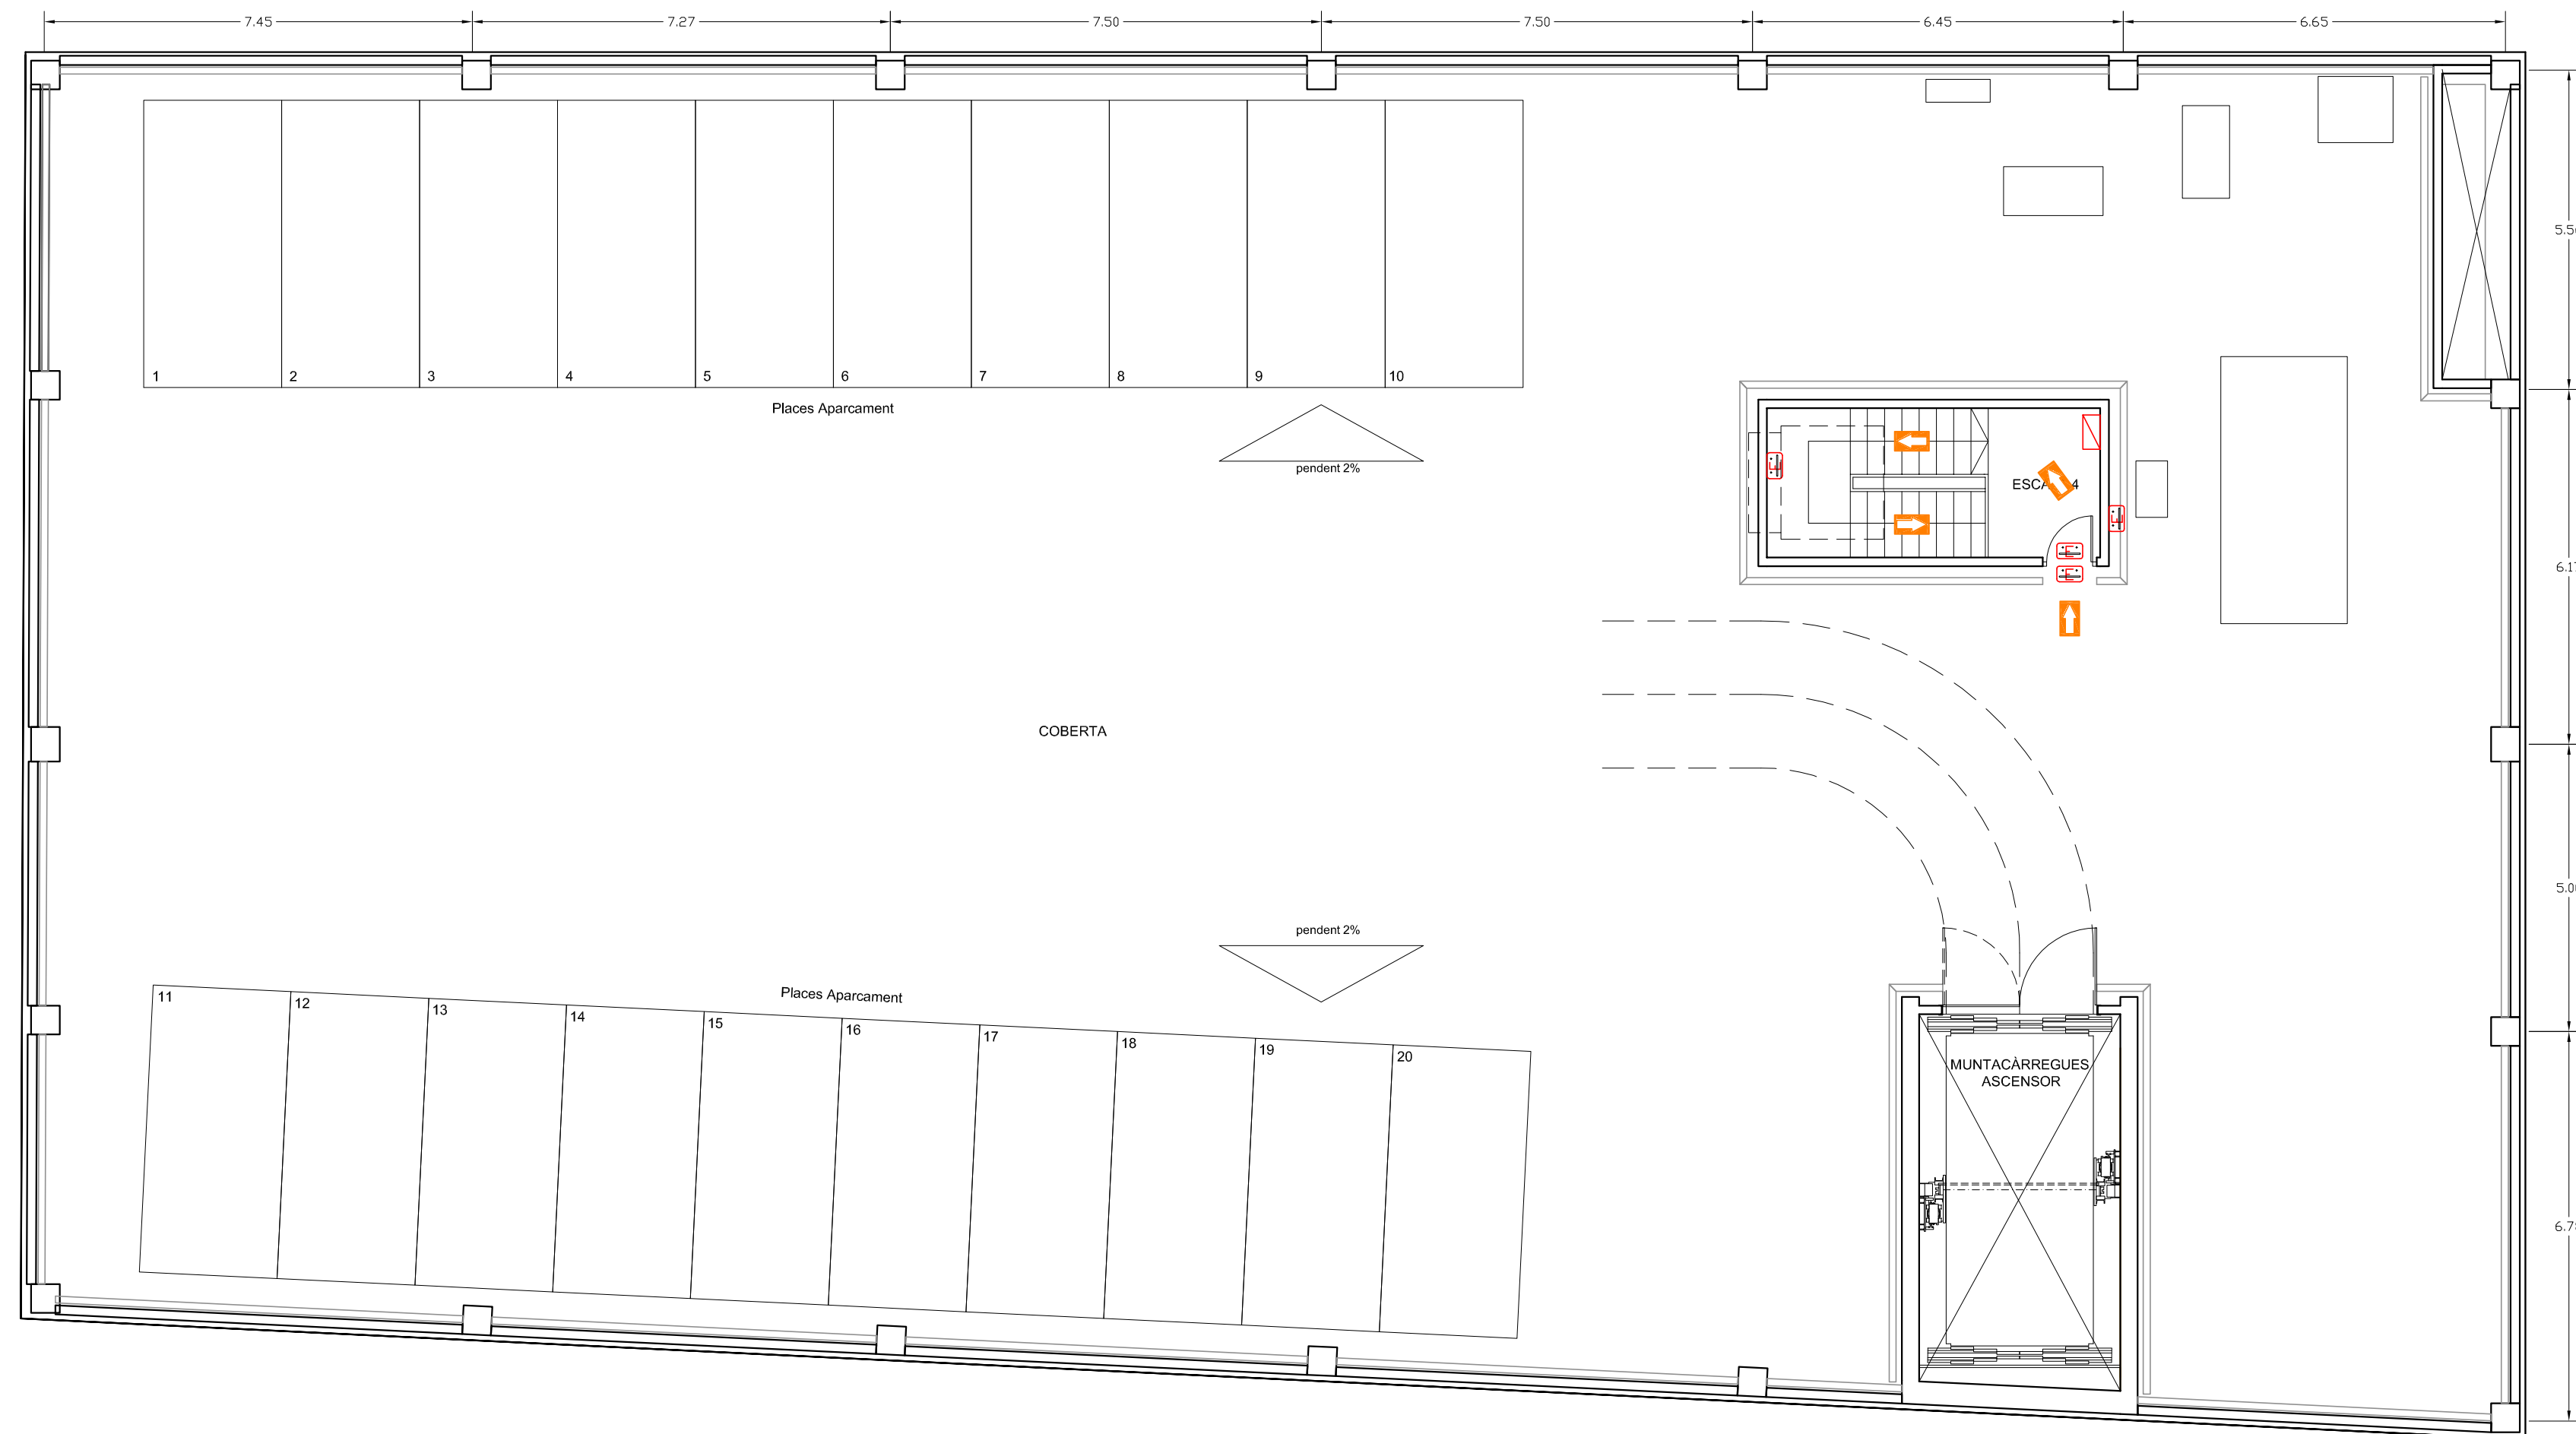 7.45 7.27 7.50 7.50 6.45 6.65
1 2 3 4 5 6 7 8 9 10
Places Aparcament
pendent 2%
E
E
E
E
COBERTA
pendent 2%
Places Aparcament
11 12 13 14 15 16 17 18 19 20
MUNTACÀRREGUES
ASCENSOR